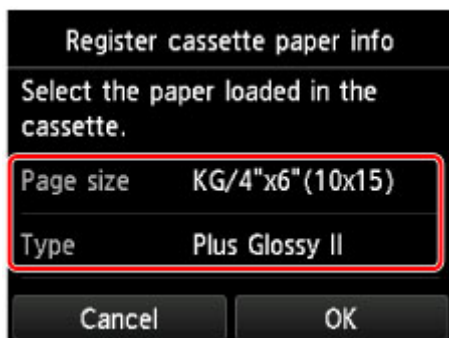 Register cassette paper info
Select the paper loaded in the
cassette.
Page size KG/4"x6"(10x15)
Type Plus Glossy II
Cancel OK